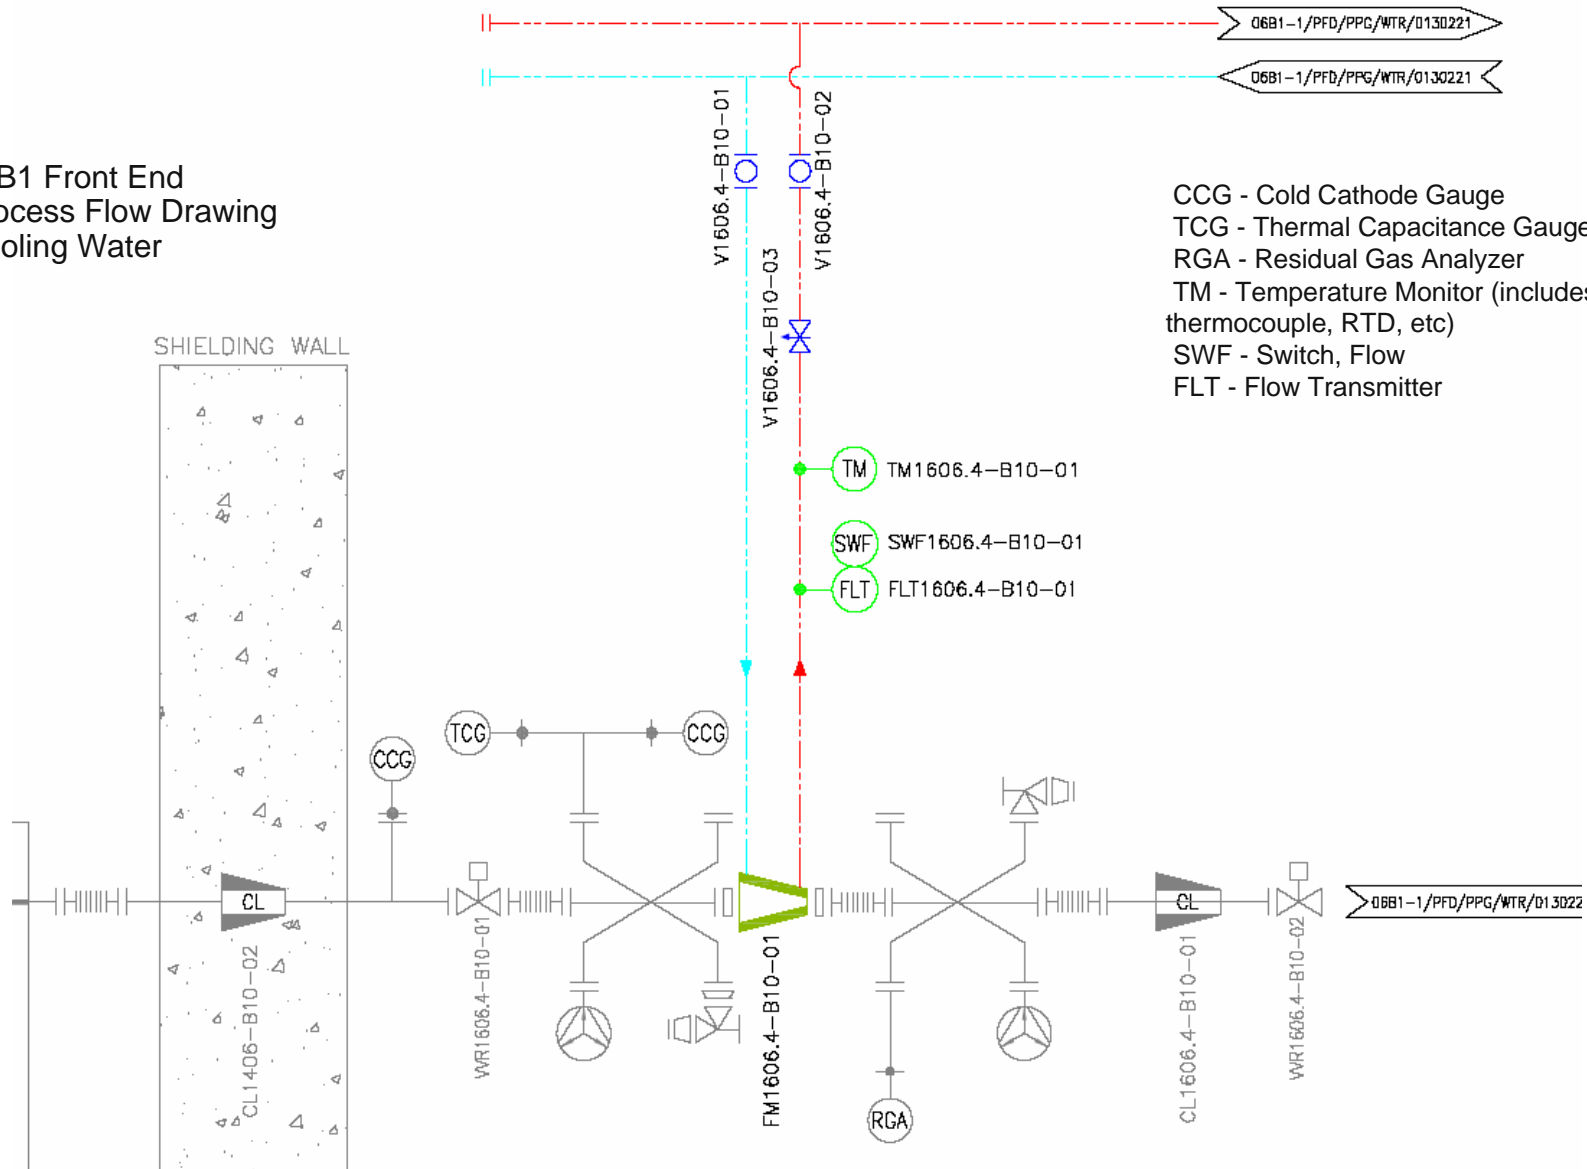 06B1-1/PFD/PPG/WTR/0130221
06B1-1/PFD/PPG/WTR/0130221
B1 Front End
ocess Flow Drawing
oling Water
V1606.4-B10-01
V1606.4-B10-02
V1606.4-B10-03
CCG - Cold Cathode Gauge
TCG - Thermal Capacitance Gauge
RGA - Residual Gas Analyzer
TM - Temperature Monitor (includes
thermocouple, RTD, etc)
SWF - Switch, Flow
FLT - Flow Transmitter
SHIELDING WALL
TM TM1606.4-B10-01
SWF SWF1606.4-B10-01
FLT FLT1606.4-B10-01
TCG
CCG
CCG
CL
CL
06B1-1/PFD/PPG/WTR/013022
CL1406-B10-02
VVR1606.4-B10-01
FM1606.4-B10-01
CL1606.4-B10-01
VVR1606.4-B10-02
RGA